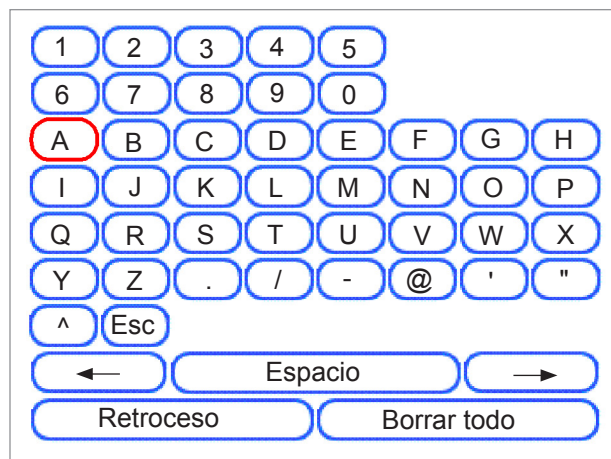 1 2 3 4 5
6 7 8 9 0
A B C D E F G H
I J K L M N O P
Q R S T U V W X
Y Z . / - @ ' "
^ Esc
← Espacio →
Retroceso Borrar todo